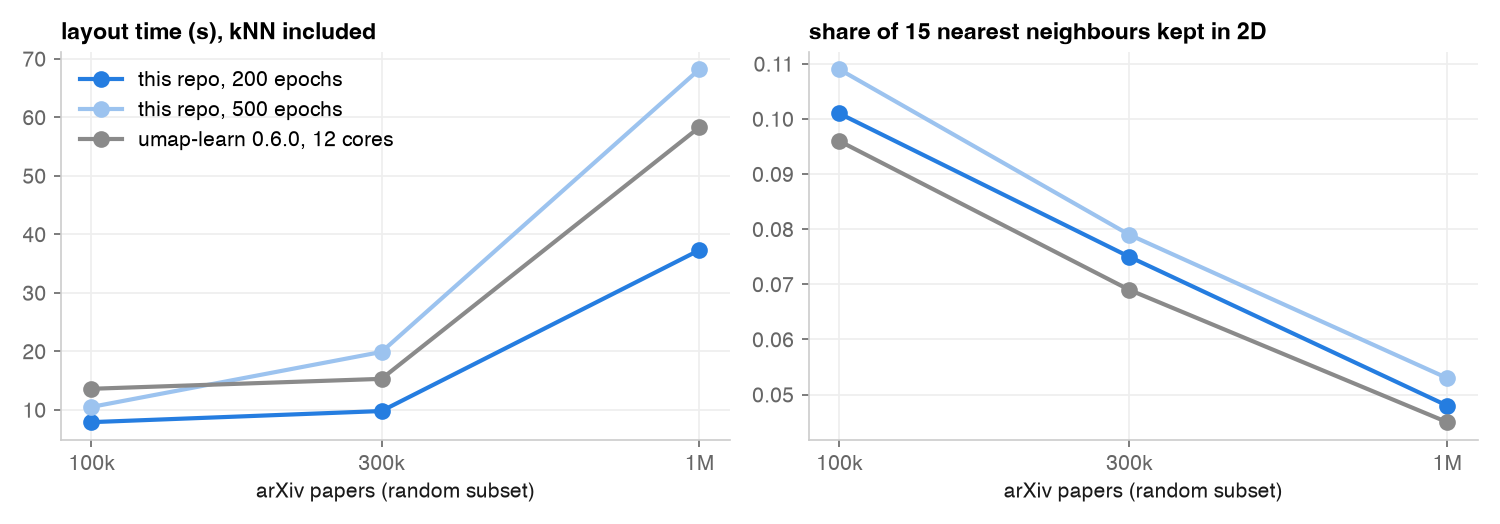 layout time (s), kNN included
70
60
50
40
30
20
10
this repo, 200 epochs
this repo, 500 epochs
umap-learn 0.6.0, 12 cores
100k
300k
1M
arXiv papers (random subset)
share of 15 nearest neighbours kept in 2D
0.11
0.10
0.09
0.08
0.07
0.06
0.05
100k
300k
1M
arXiv papers (random subset)